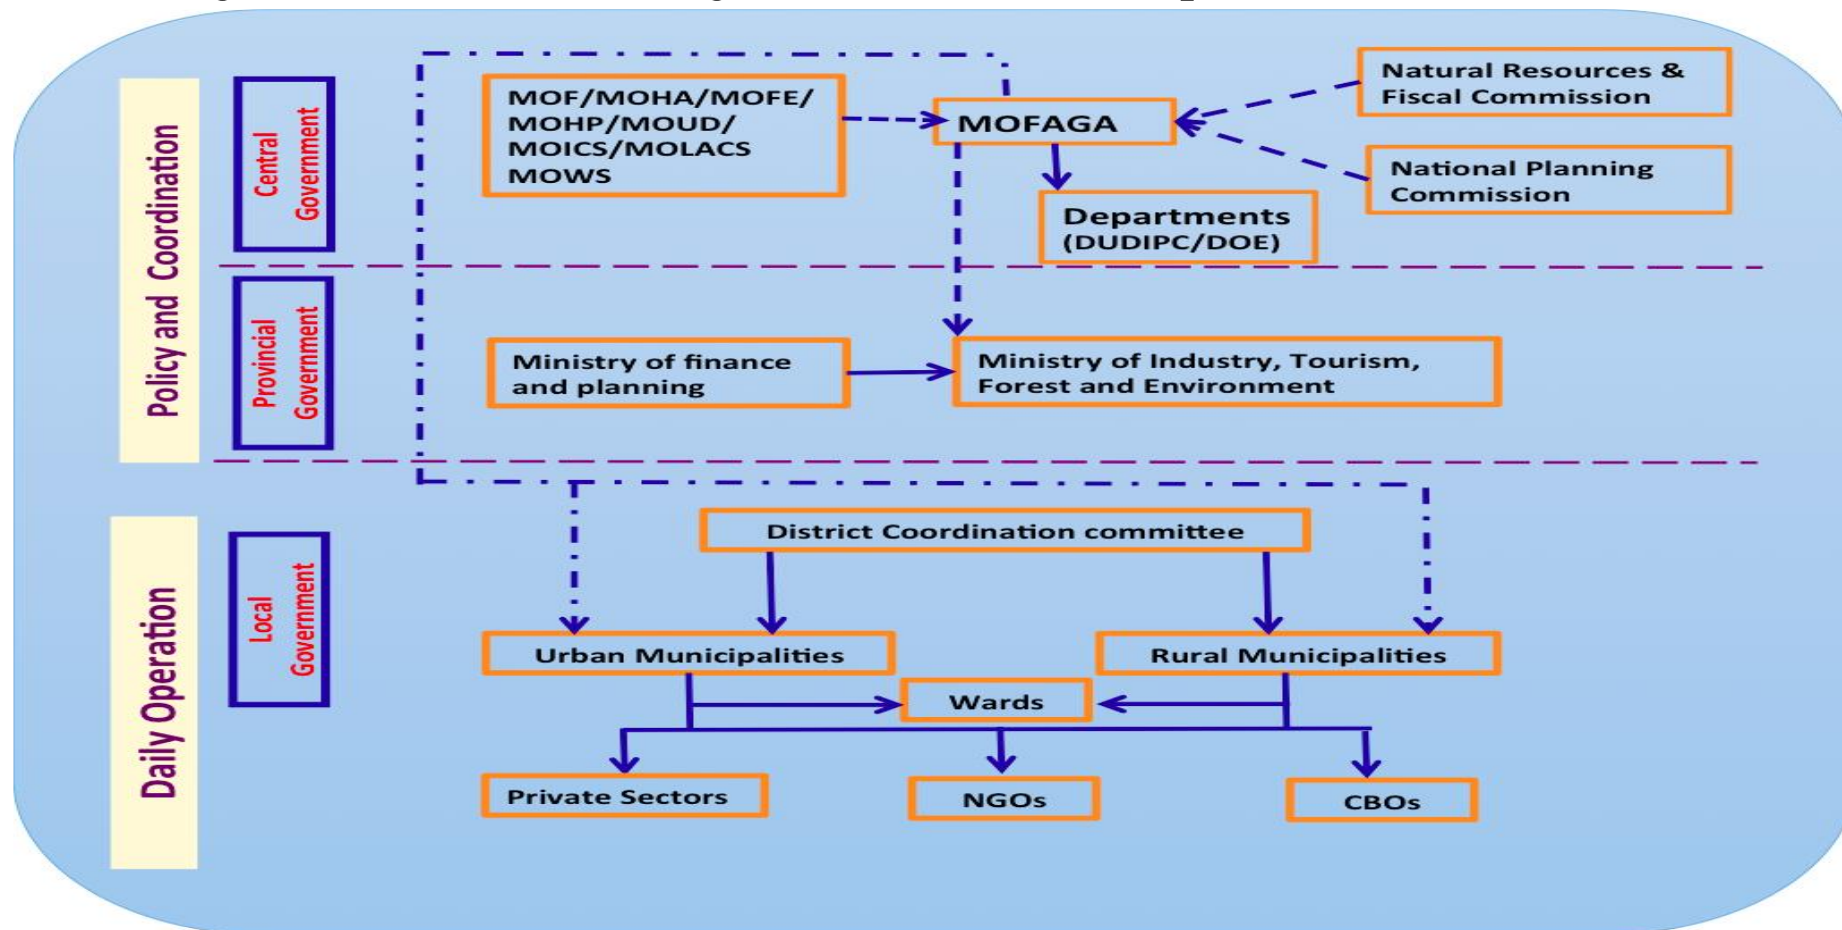 Policy and Coordination
Central
Government
MOF/MOHA/MOFE/
MOHP/MOUD/
MOICS/MOLACS
MOWS
MOFAGA
Natural Resources &
Fiscal Commission
National Planning
Commission
Departments
(DUDIPC/DOE)
Provincial
Government
Ministry of finance
and planning
Ministry of Industry, Tourism,
Forest and Environment
Daily Operation
Local
Government
District Coordination committee
Urban Municipalities
Rural Municipalities
Wards
Private Sectors
NGOs
CBOs